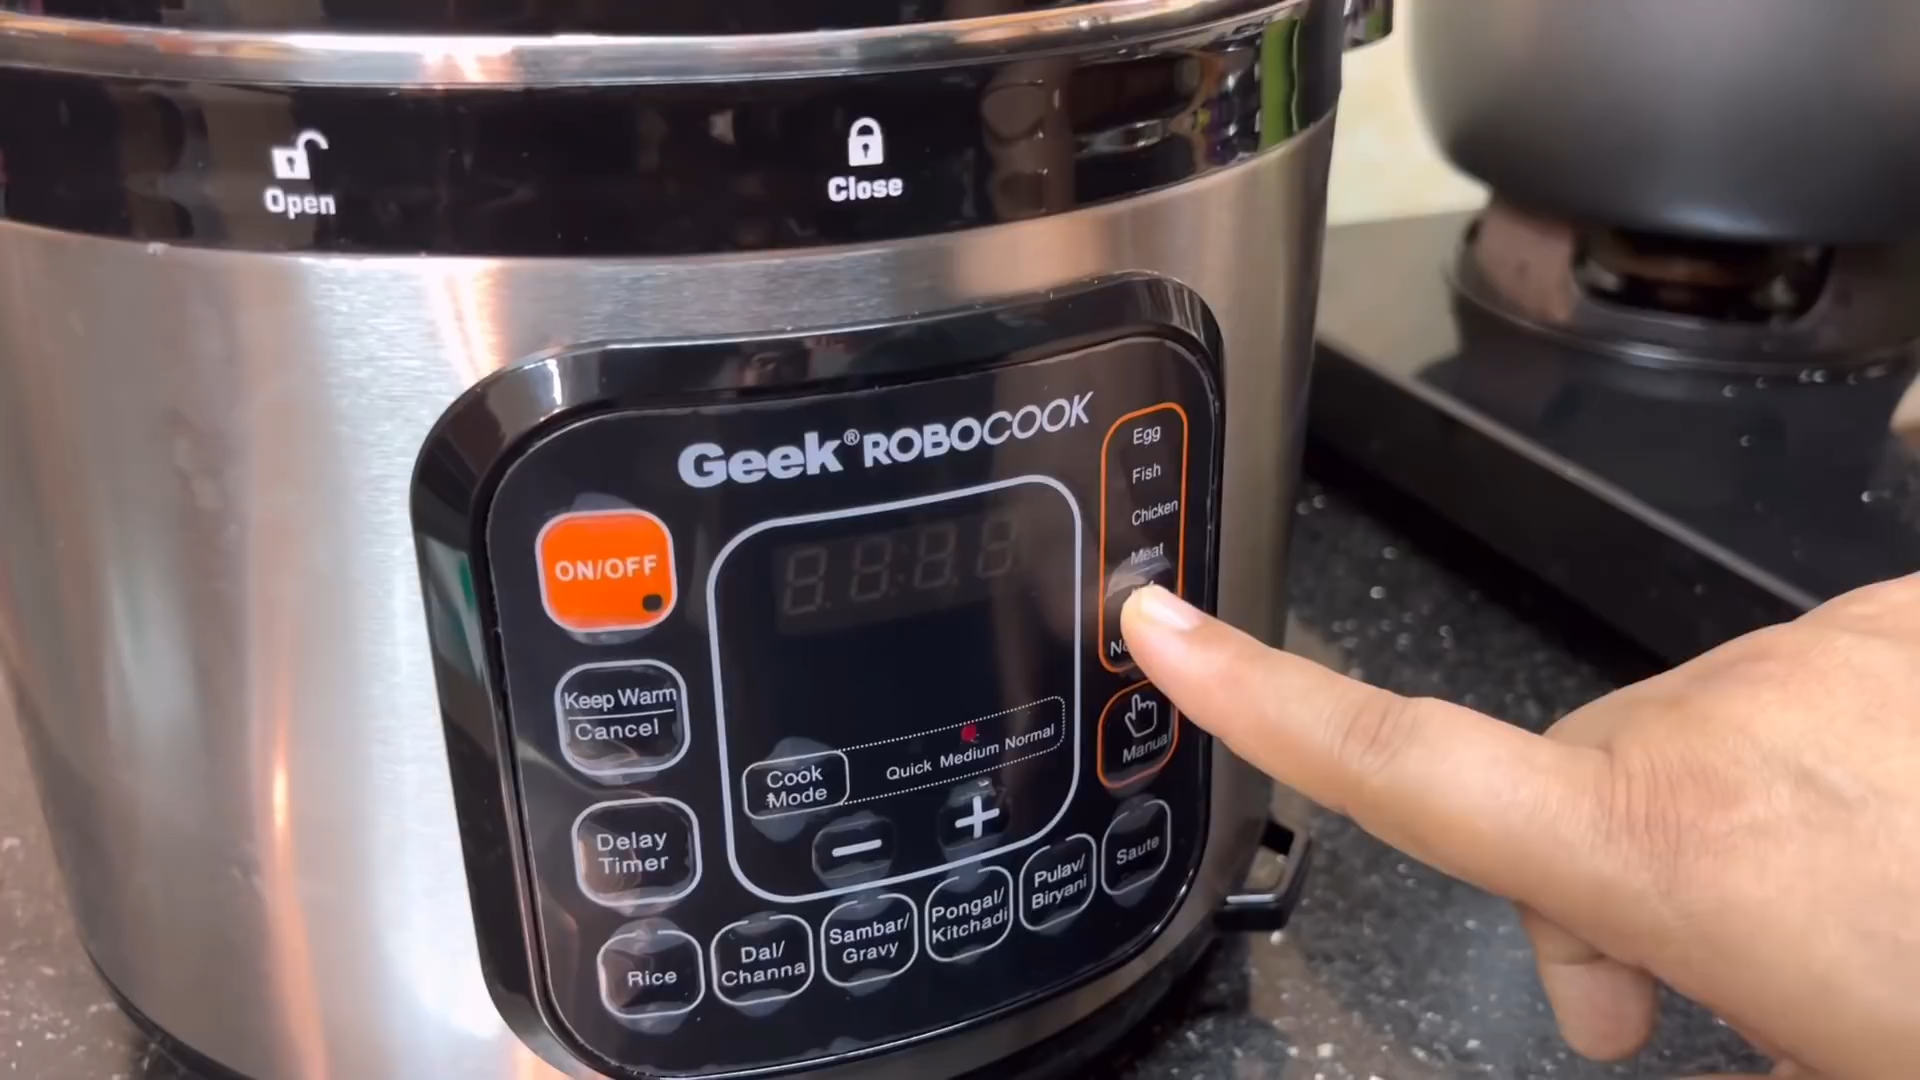 Open
Close
Geek® ROBOCOOK
Egg
Fish
Chicken
Meat
ON/OFF
Keep Warm
Cancel
Cook
Mode
Quick Medium Normal
Manual
Delay
Timer
Rice
Dal/
Channa
Sambar/
Gravy
Pongal/
Kitchadi
Pulav/
Biryani
Saute